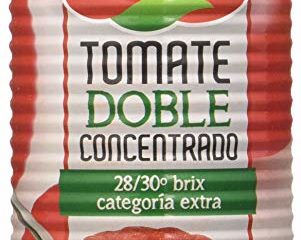 TOMATE
DOBLE
CONCENTRADO
28/30º brix
categoría extra